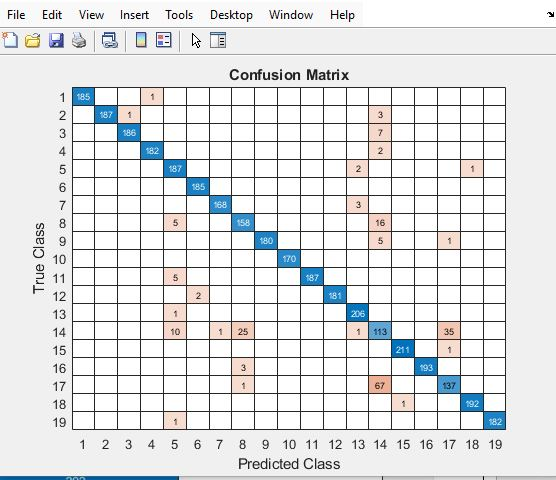 File Edit View Insert Tools Desktop Window Help
Confusion Matrix
True Class
1 185 1
2 187 1 3
3 186 7
4 182 2
5 187 2 1
6 185
7 168 3
8 5 158 16
9 180 5 1
10 170
11 5 187
12 2 181
13 1 206
14 10 1 25 1 113 35
15 211 1
16 3 193
17 1 67 137
18 1 192
19 1 182
1 2 3 4 5 6 7 8 9 10 11 12 13 14 15 16 17 18 19
Predicted Class